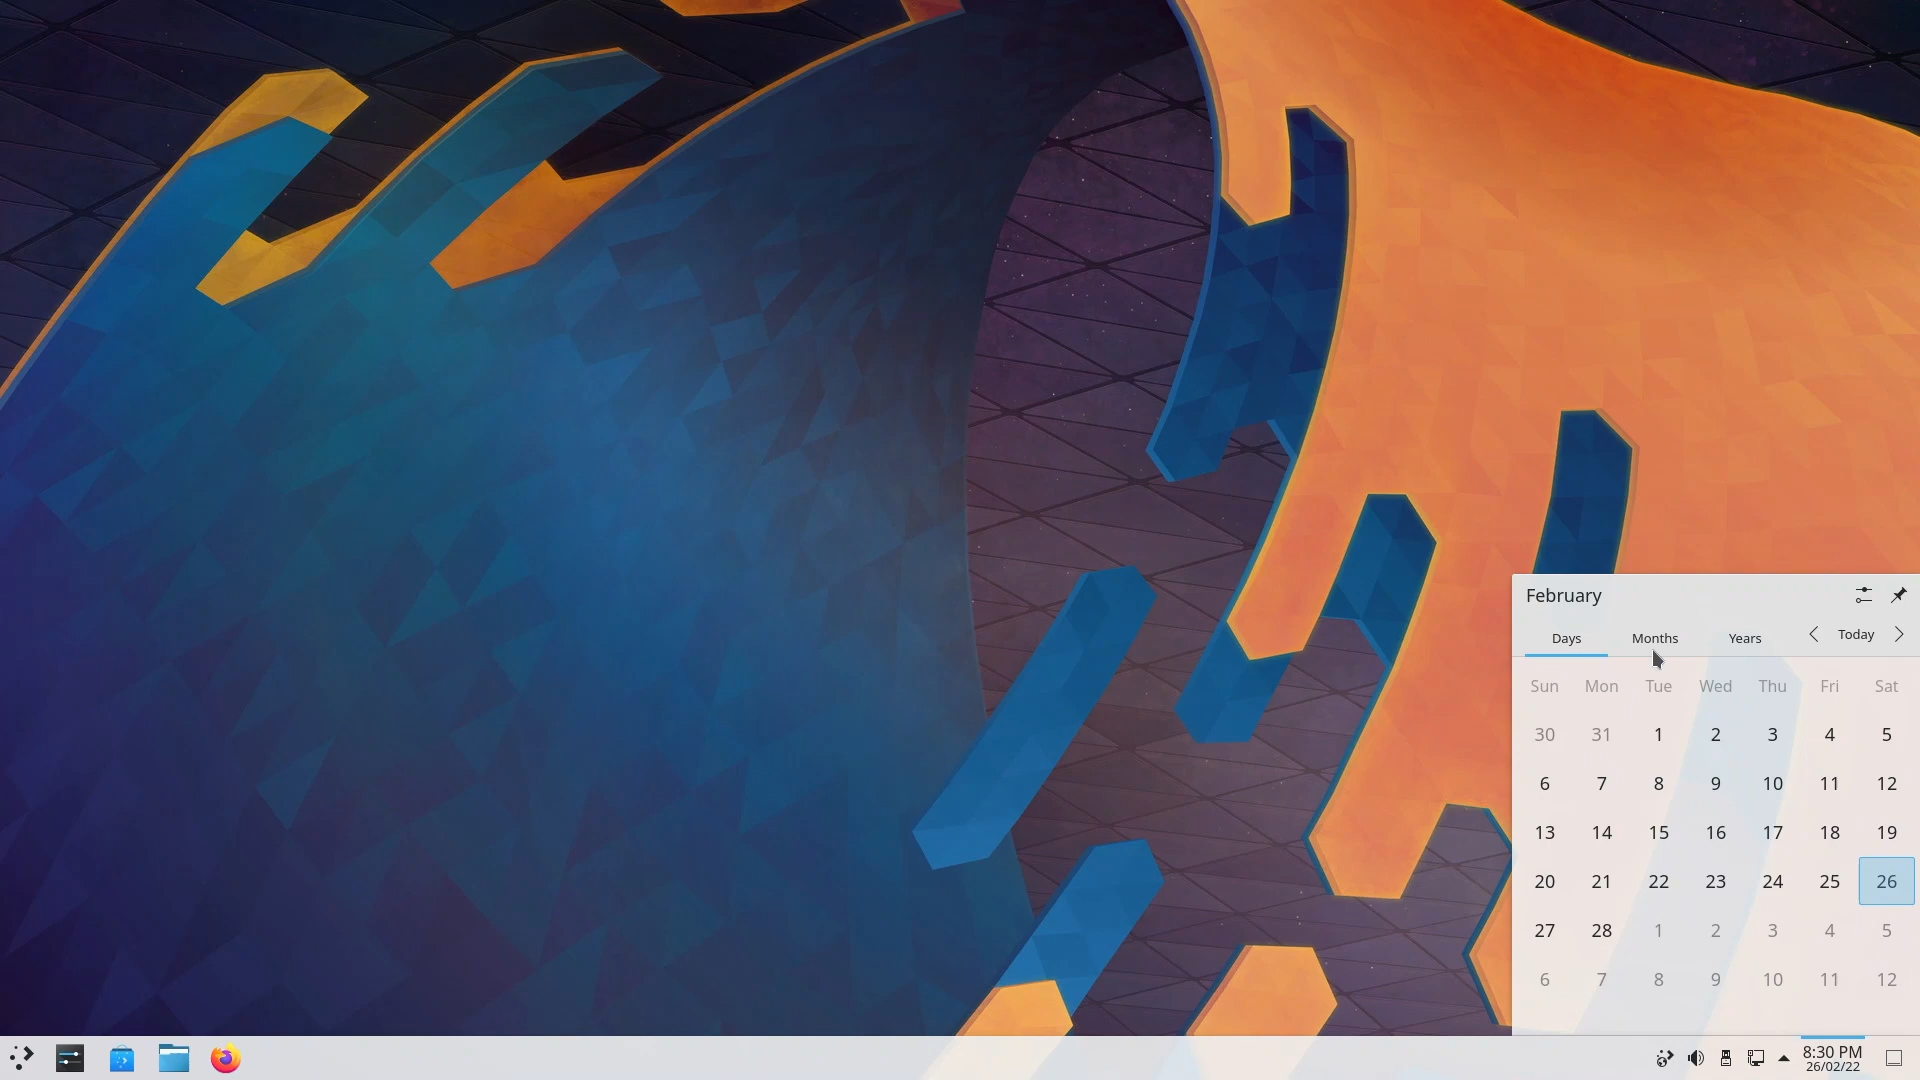 February
Days Months Years Today
Sun Mon Tue Wed Thu Fri Sat
30 31 1 2 3 4 5
6 7 8 9 10 11 12
13 14 15 16 17 18 19
20 21 22 23 24 25 26
27 28 1 2 3 4 5
6 7 8 9 10 11 12
8:30 PM
26/02/22